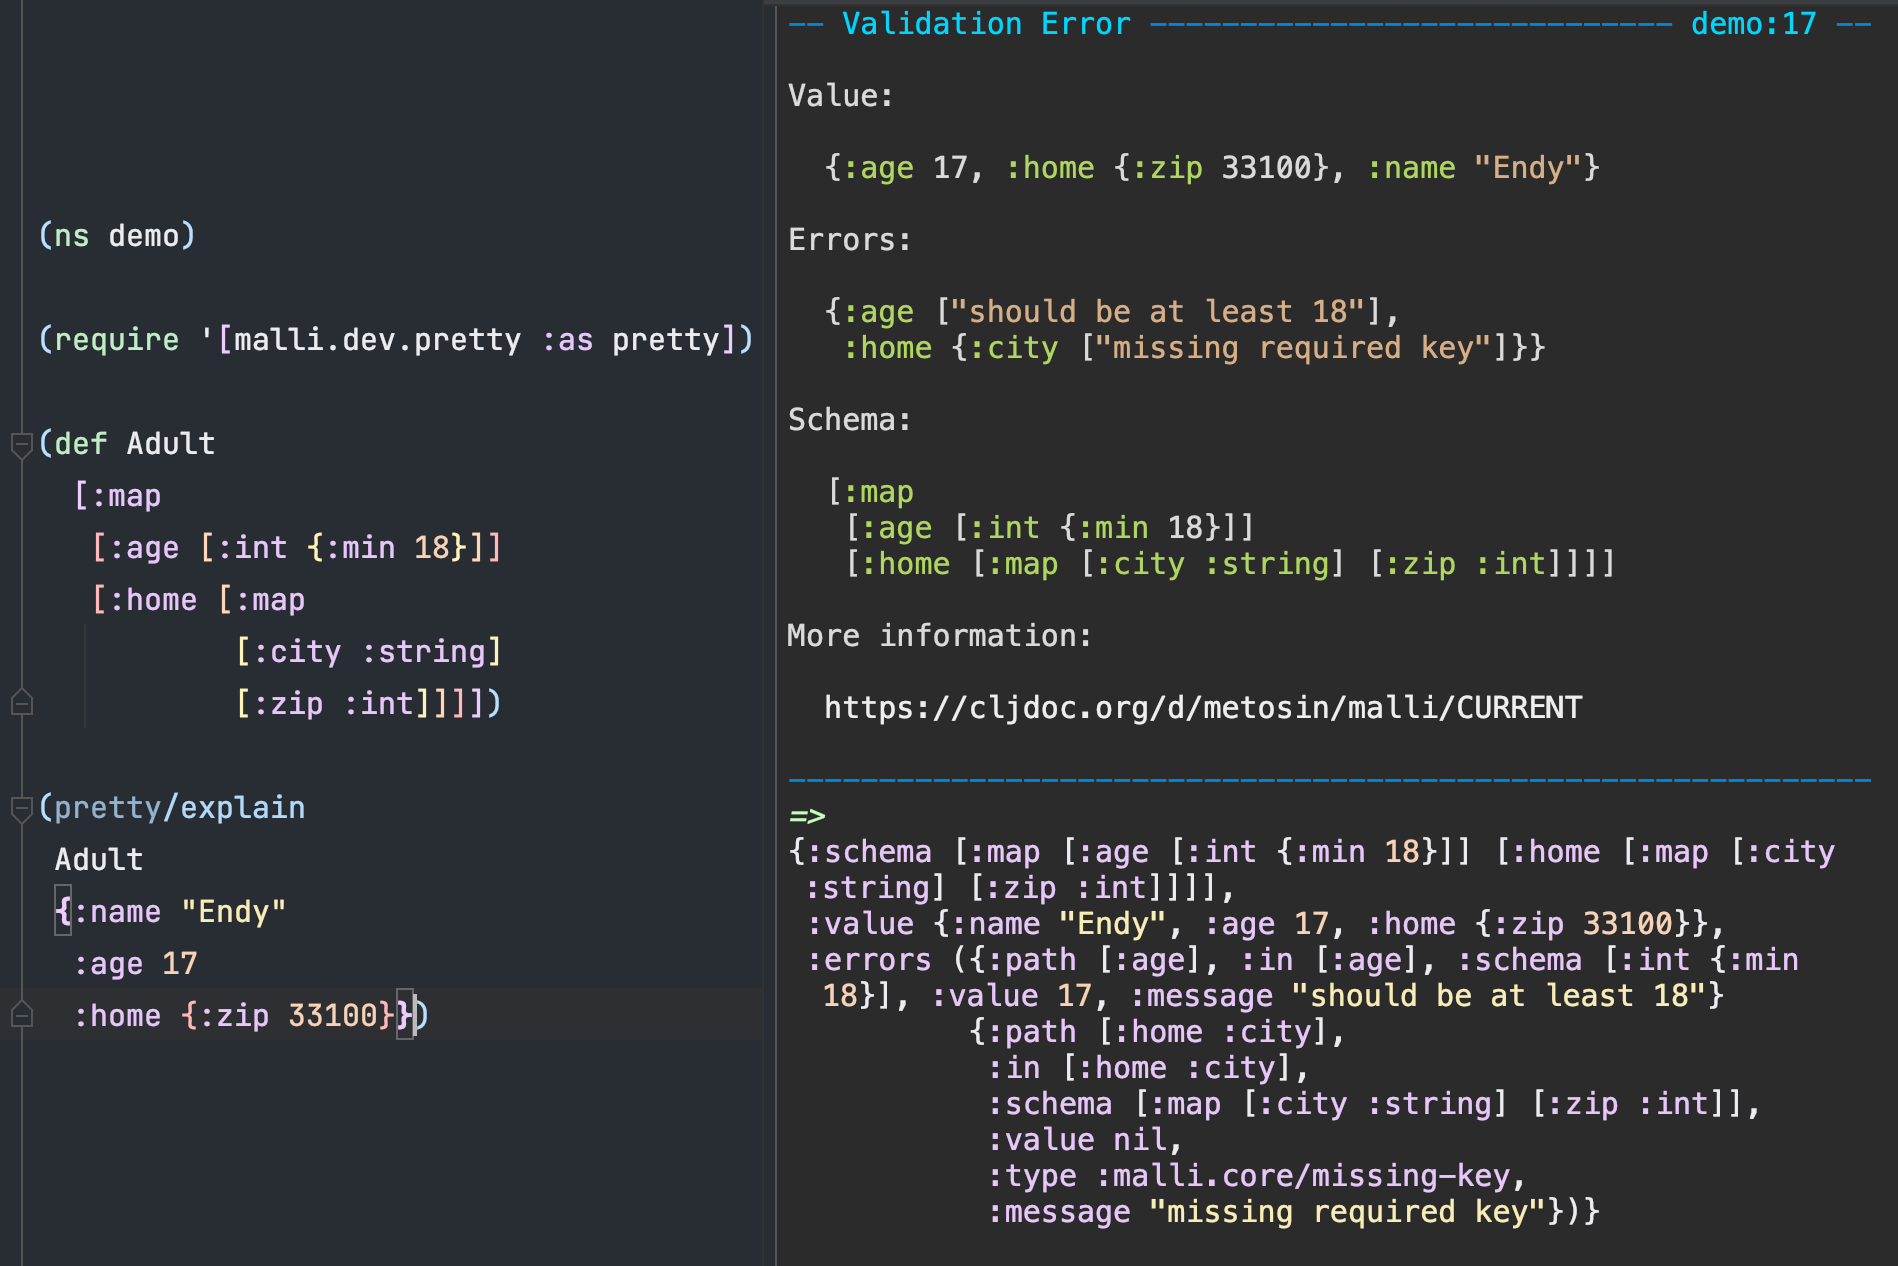 (ns demo)
(require '[malli.dev.pretty :as pretty])
(def Adult
  [:map
   [:age [:int {:min 18}]]
   [:home [:map
           [:city :string]
           [:zip :int]]]])
(pretty/explain
 Adult
 {:name "Endy"
  :age 17
  :home {:zip 33100}})
—— Validation Error ————————————————————————————— demo:17 ——
Value:
  {:age 17, :home {:zip 33100}, :name "Endy"}
Errors:
  {:age ["should be at least 18"],
   :home {:city ["missing required key"]}}
Schema:
  [:map
   [:age [:int {:min 18}]]
   [:home [:map [:city :string] [:zip :int]]]]
More information:
  https://cljdoc.org/d/metosin/malli/CURRENT
————————————————————————————————————————————————————————————
=>
{:schema [:map [:age [:int {:min 18}]] [:home [:map [:city
 :string] [:zip :int]]]],
 :value {:name "Endy", :age 17, :home {:zip 33100}},
 :errors ({:path [:age], :in [:age], :schema [:int {:min
  18}], :value 17, :message "should be at least 18"}
          {:path [:home :city],
           :in [:home :city],
           :schema [:map [:city :string] [:zip :int]],
           :value nil,
           :type :malli.core/missing-key,
           :message "missing required key"})}